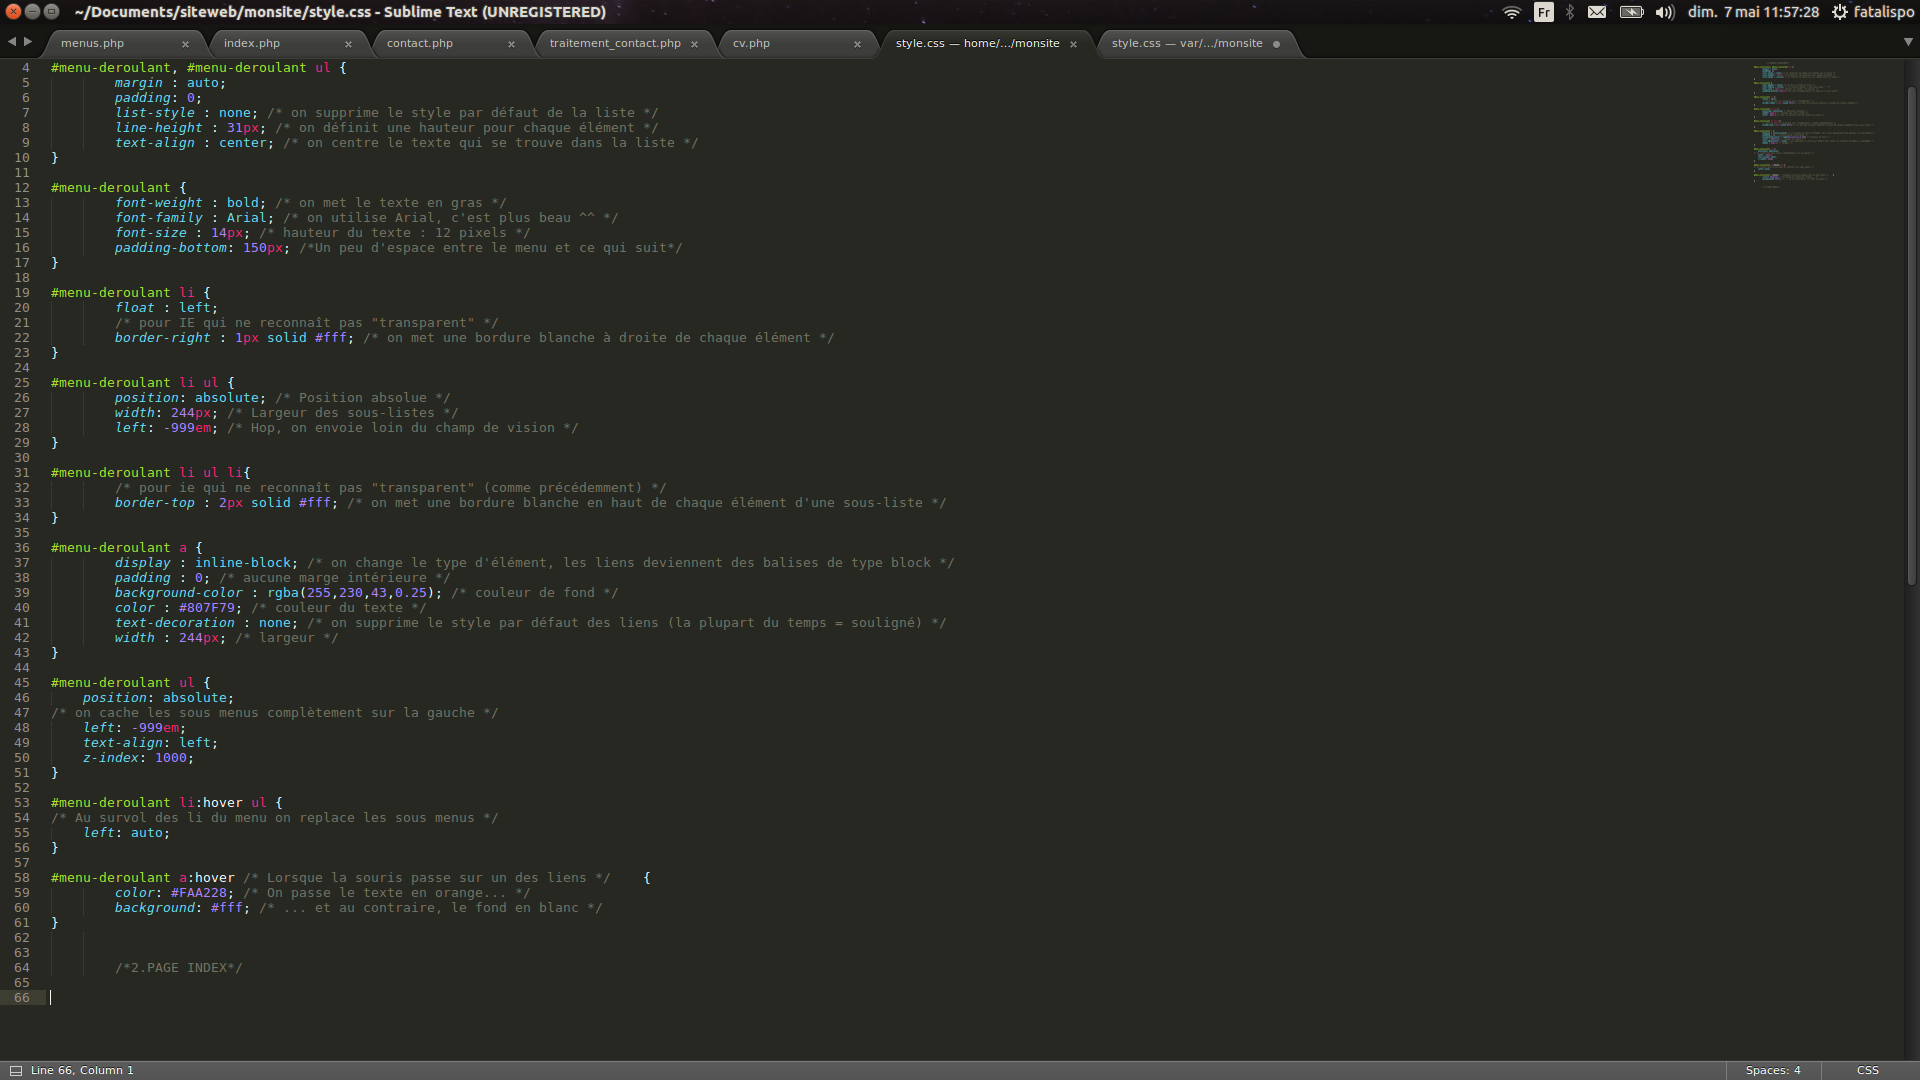 ~/Documents/siteweb/monsite/style.css - Sublime Text (UNREGISTERED)
Fr
dim. 7 mai 11:57:28
fatalispo
menus.php × index.php × contact.php × traitement_contact.php × cv.php × style.css — home/.../monsite × style.css — var/.../monsite
4 #menu-deroulant, #menu-deroulant ul {
5 margin : auto;
6 padding: 0;
7 list-style : none; /* on supprime le style par défaut de la liste */
8 line-height : 31px; /* on définit une hauteur pour chaque élément */
9 text-align : center; /* on centre le texte qui se trouve dans la liste */
10 }
11
12 #menu-deroulant {
13 font-weight : bold; /* on met le texte en gras */
14 font-family : Arial; /* on utilise Arial, c'est plus beau ^^ */
15 font-size : 14px; /* hauteur du texte : 12 pixels */
16 padding-bottom: 150px; /*Un peu d'espace entre le menu et ce qui suit*/
17 }
18
19 #menu-deroulant li {
20 float : left;
21 /* pour IE qui ne reconnaît pas "transparent" */
22 border-right : 1px solid #fff; /* on met une bordure blanche à droite de chaque élément */
23 }
24
25 #menu-deroulant li ul {
26 position: absolute; /* Position absolue */
27 width: 244px; /* Largeur des sous-listes */
28 left: -999em; /* Hop, on envoie loin du champ de vision */
29 }
30
31 #menu-deroulant li ul li{
32 /* pour ie qui ne reconnaît pas "transparent" (comme précédemment) */
33 border-top : 2px solid #fff; /* on met une bordure blanche en haut de chaque élément d'une sous-liste */
34 }
35
36 #menu-deroulant a {
37 display : inline-block; /* on change le type d'élément, les liens deviennent des balises de type block */
38 padding : 0; /* aucune marge intérieure */
39 background-color : rgba(255,230,43,0.25); /* couleur de fond */
40 color : #807F79; /* couleur du texte */
41 text-decoration : none; /* on supprime le style par défaut des liens (la plupart du temps = souligné) */
42 width : 244px; /* largeur */
43 }
44
45 #menu-deroulant ul {
46 position: absolute;
47 /* on cache les sous menus complètement sur la gauche */
48 left: -999em;
49 text-align: left;
50 z-index: 1000;
51 }
52
53 #menu-deroulant li:hover ul {
54 /* Au survol des li du menu on replace les sous menus */
55 left: auto;
56 }
57
58 #menu-deroulant a:hover /* Lorsque la souris passe sur un des liens */ {
59 color: #FAA228; /* On passe le texte en orange... */
60 background: #fff; /* ... et au contraire, le fond en blanc */
61 }
62
63
64 /*2.PAGE INDEX*/
65
66
Line 66, Column 1
Spaces: 4
CSS